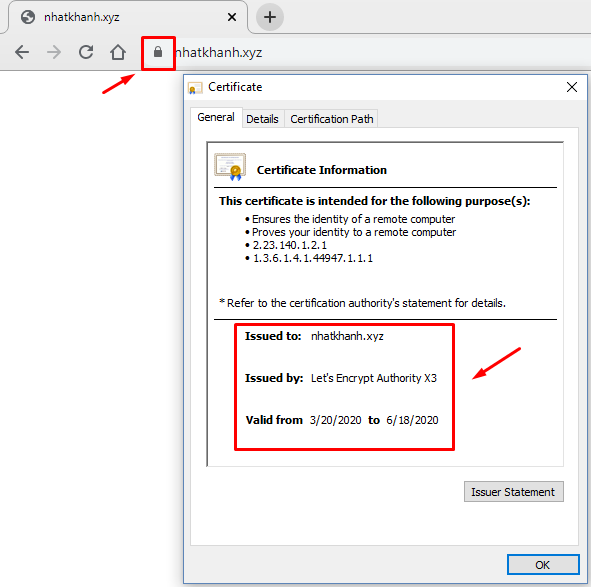 nhatkhanh.xyz
nhatkhanh.xyz
Certificate
General Details Certification Path
Certificate Information
This certificate is intended for the following purpose(s):
• Ensures the identity of a remote computer
• Proves your identity to a remote computer
• 2.23.140.1.2.1
• 1.3.6.1.4.1.44947.1.1.1
* Refer to the certification authority's statement for details.
Issued to: nhatkhanh.xyz
Issued by: Let's Encrypt Authority X3
Valid from 3/20/2020 to 6/18/2020
Issuer Statement
OK